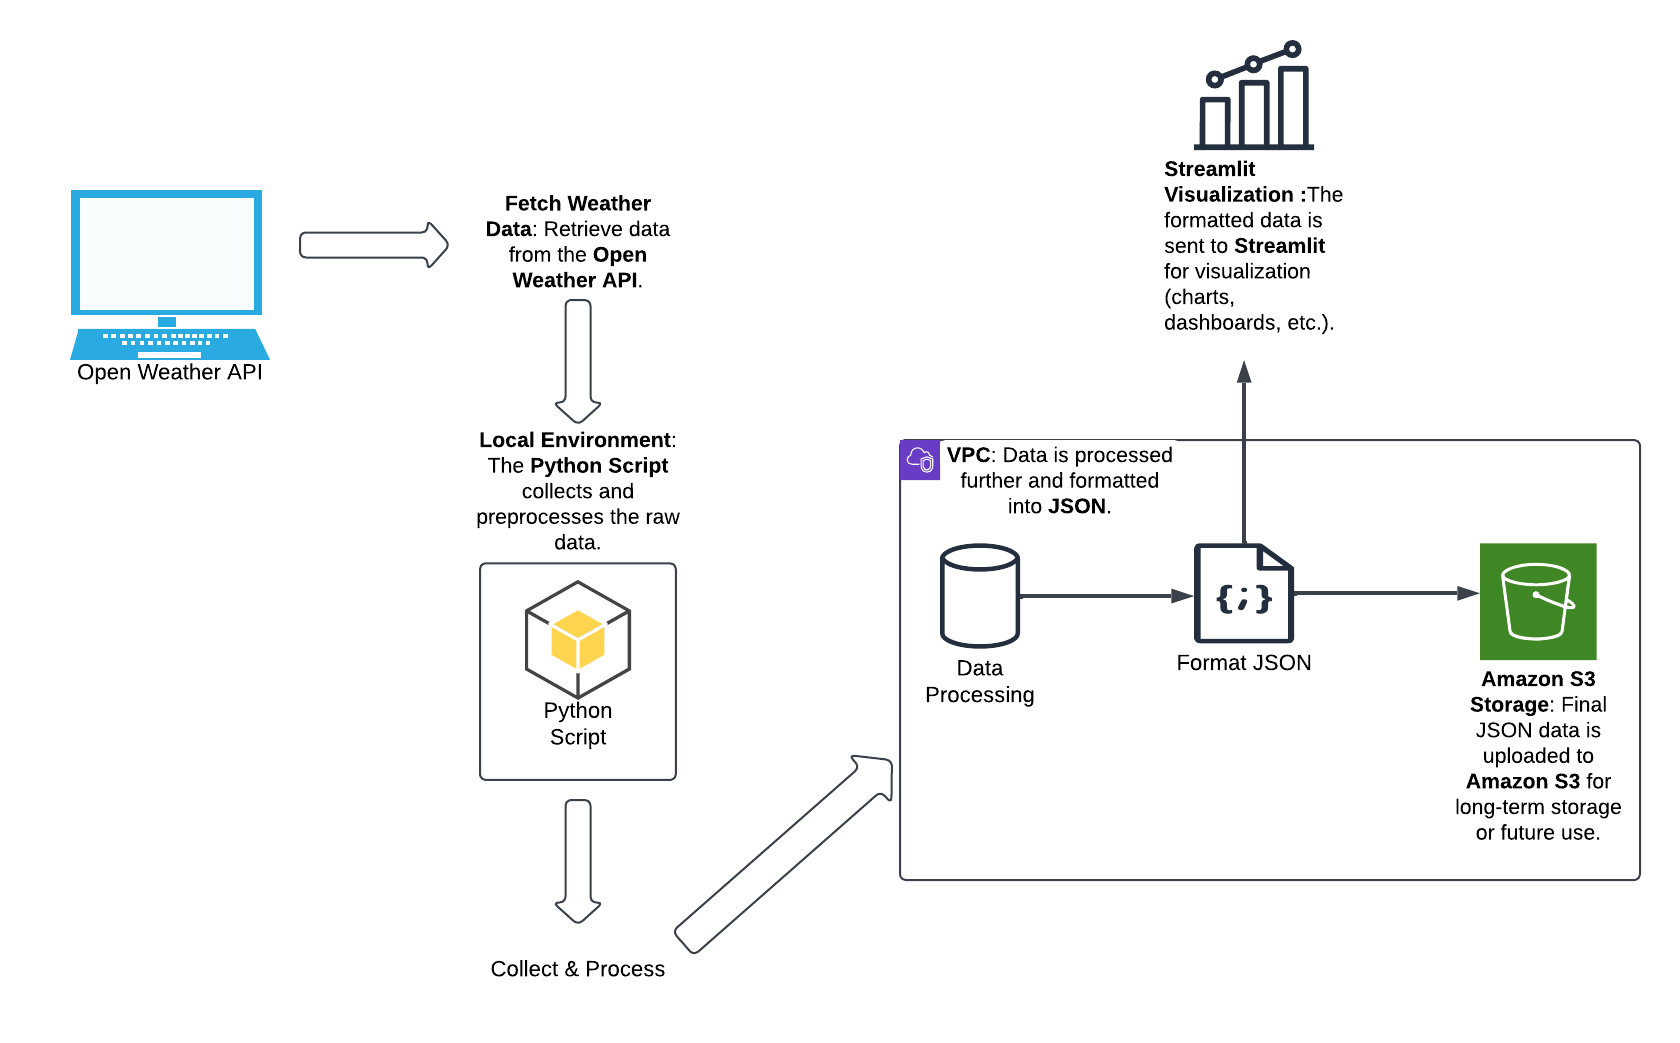 Open Weather API
Fetch Weather
Data: Retrieve data
from the Open
Weather API.
Local Environment:
The Python Script
collects and
preprocesses the raw
data.
Python
Script
Collect & Process
VPC: Data is processed
further and formatted
into JSON.
Data
Processing
{;}
Format JSON
Streamlit
Visualization :The
formatted data is
sent to Streamlit
for visualization
(charts,
dashboards, etc.).
Amazon S3
Storage: Final
JSON data is
uploaded to
Amazon S3 for
long-term storage
or future use.